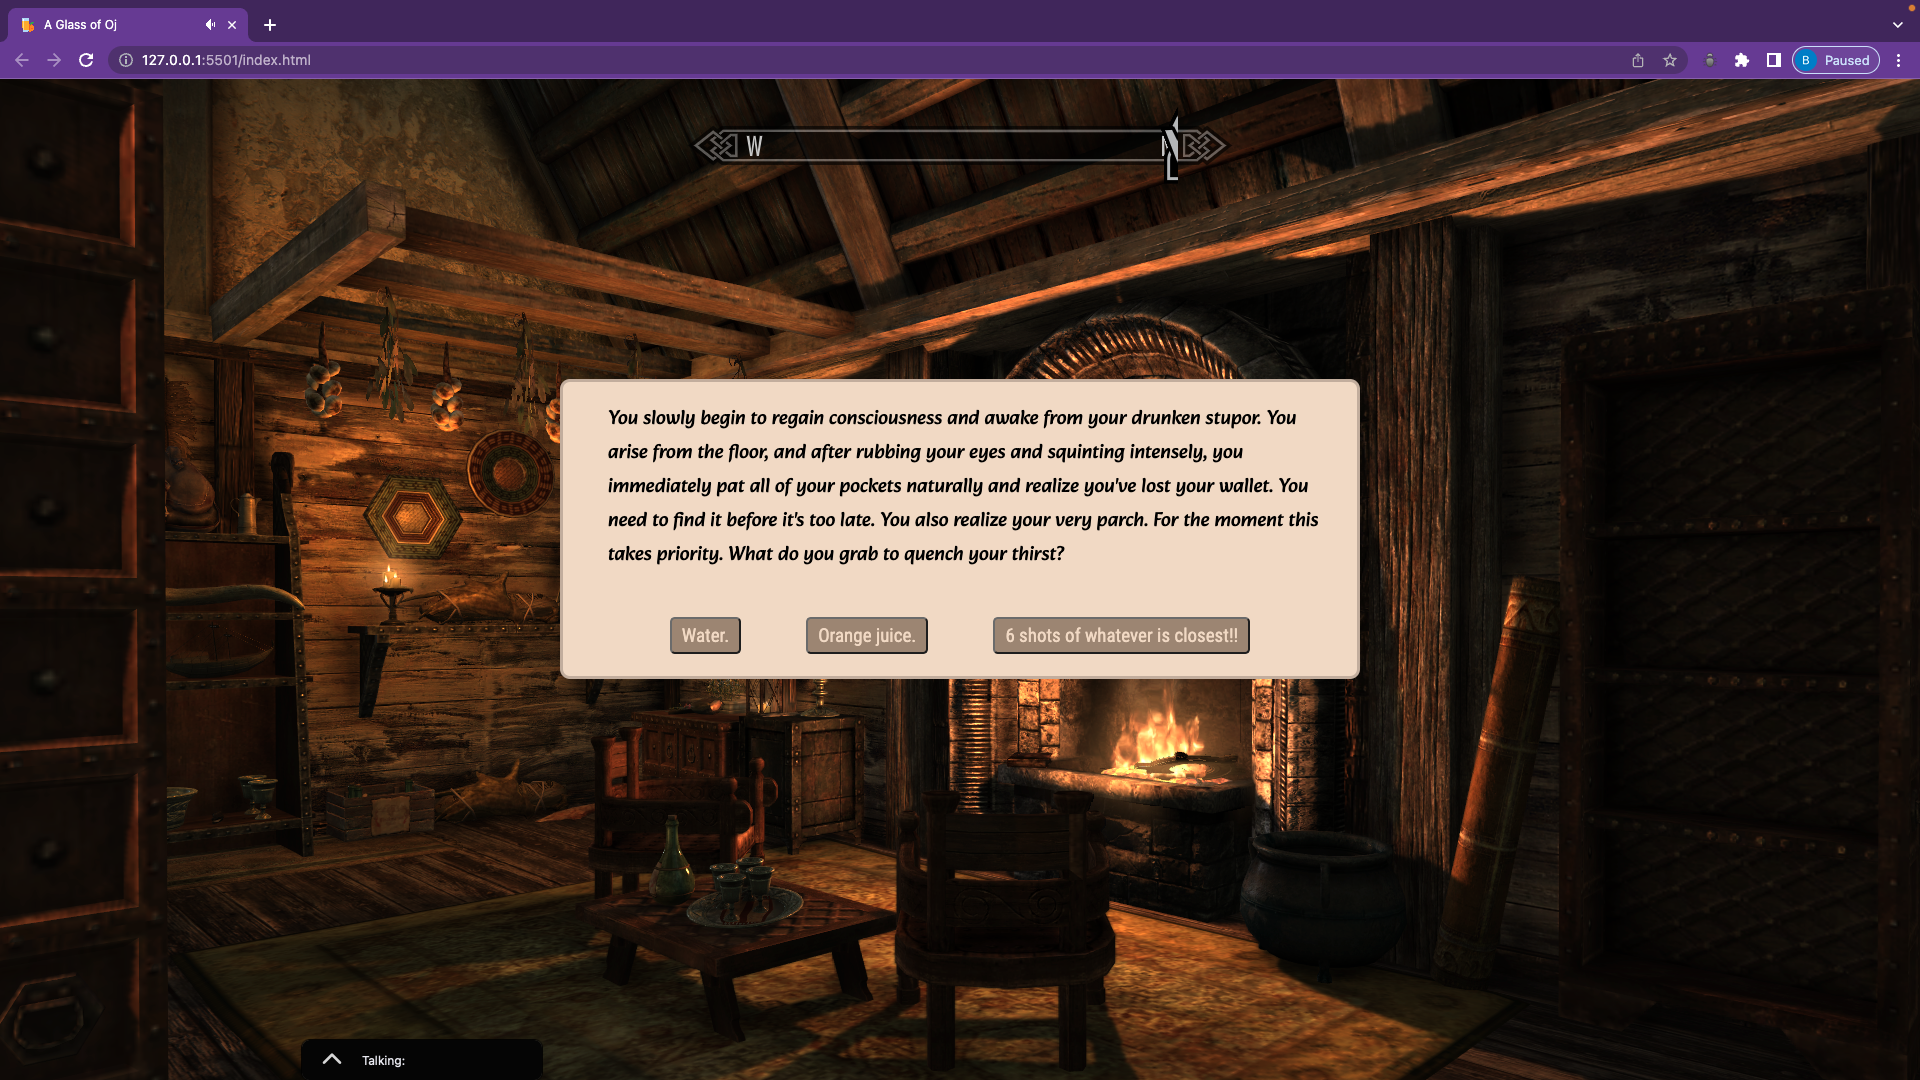 A Glass of Oj
127.0.0.1:5501/index.html
B Paused
W N
You slowly begin to regain consciousness and awake from your drunken stupor. You
arise from the floor, and after rubbing your eyes and squinting intensely, you
immediately pat all of your pockets naturally and realize you've lost your wallet. You
need to find it before it's too late. You also realize your very parch. For the moment this
takes priority. What do you grab to quench your thirst?
Water. Orange juice. 6 shots of whatever is closest!!
Talking: